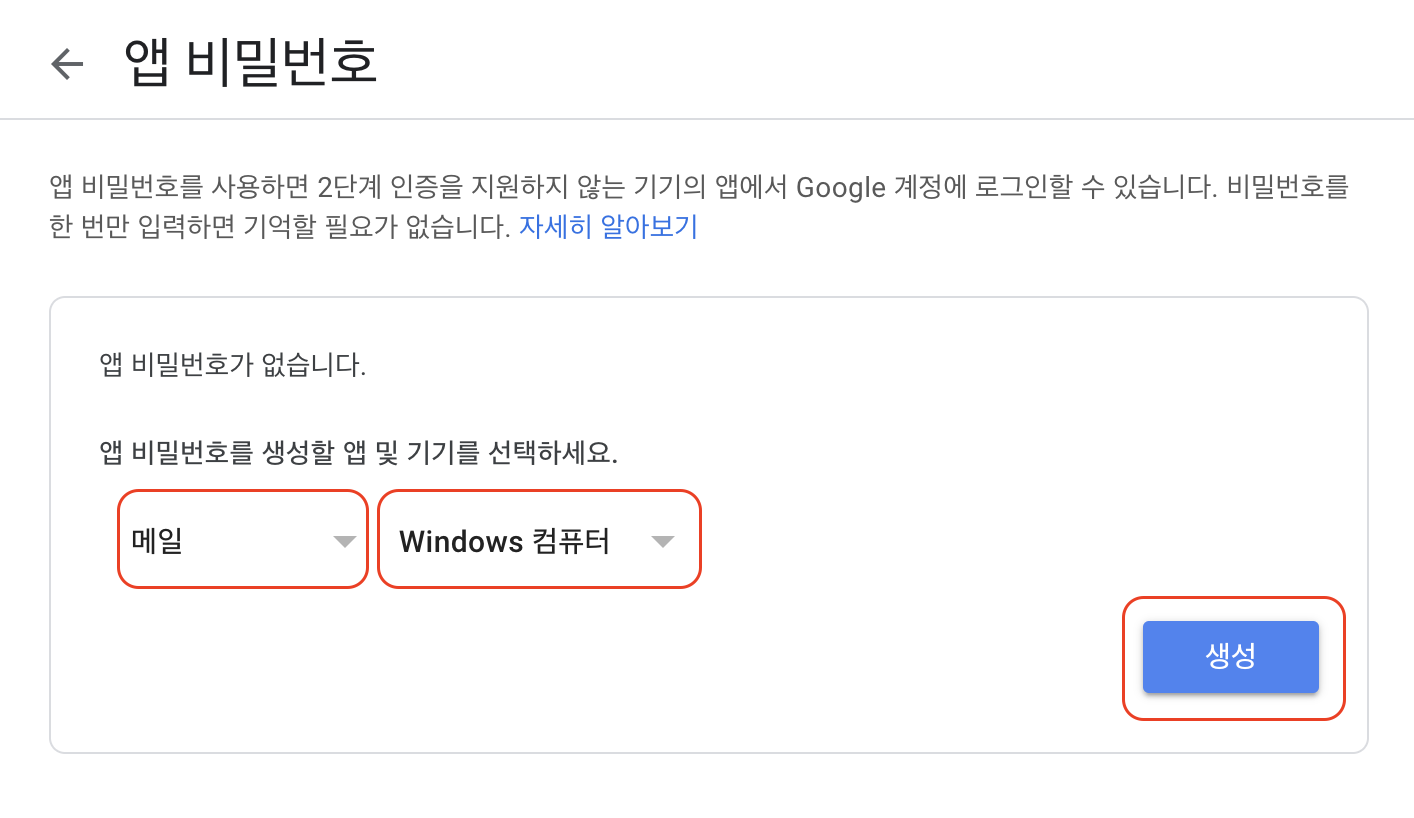 앱 비밀번호
앱 비밀번호를 사용하면 2단계 인증을 지원하지 않는 기기의 앱에서 Google 계정에 로그인할 수 있습니다. 비밀번호를
한 번만 입력하면 기억할 필요가 없습니다. 자세히 알아보기
앱 비밀번호가 없습니다.
앱 비밀번호를 생성할 앱 및 기기를 선택하세요.
메일 Windows 컴퓨터
생성